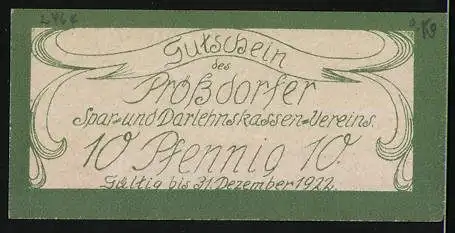 Gutschein
des
Prößdorfer
Spar- und Darlehnskassen-Vereins.
10 Pfennig 10.
Gültig bis 31. Dezember 1922.